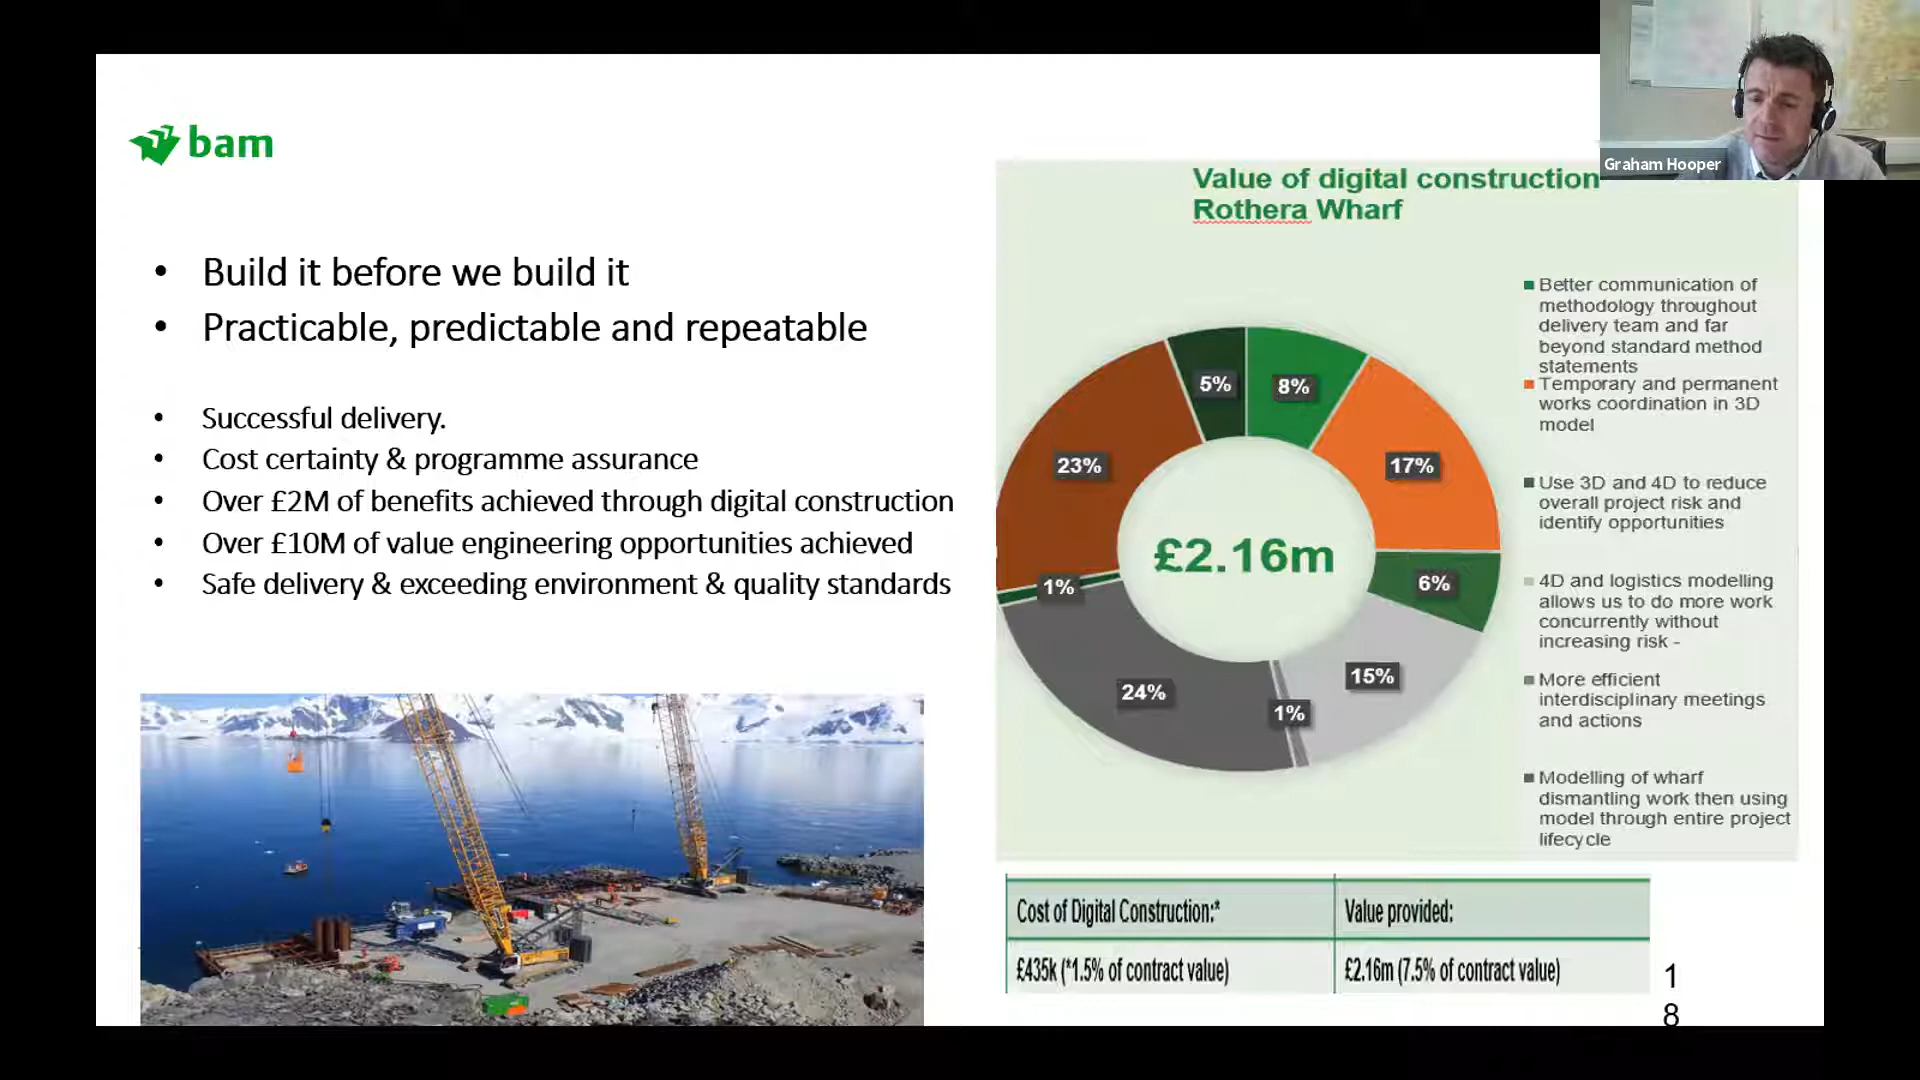 bam
Build it before we build it
Practicable, predictable and repeatable
Successful delivery.
Cost certainty & programme assurance
Over £2M of benefits achieved through digital construction
Over £10M of value engineering opportunities achieved
Safe delivery & exceeding environment & quality standards
Graham Hooper
Value of digital construction
Rothera Wharf
5%
8%
23%
17%
£2.16m
1%
6%
24%
15%
1%
Better communication of
methodology throughout
delivery team and far
beyond standard method
statements
Temporary and permanent
works coordination in 3D
model
Use 3D and 4D to reduce
overall project risk and
identify opportunities
4D and logistics modelling
allows us to do more work
concurrently without
increasing risk -
More efficient
interdisciplinary meetings
and actions
Modelling of wharf
dismantling work then using
model through entire project
lifecycle
Cost of Digital Construction:*
Value provided:
£435k (*1.5% of contract value)
£2.16m (7.5% of contract value)
1
8